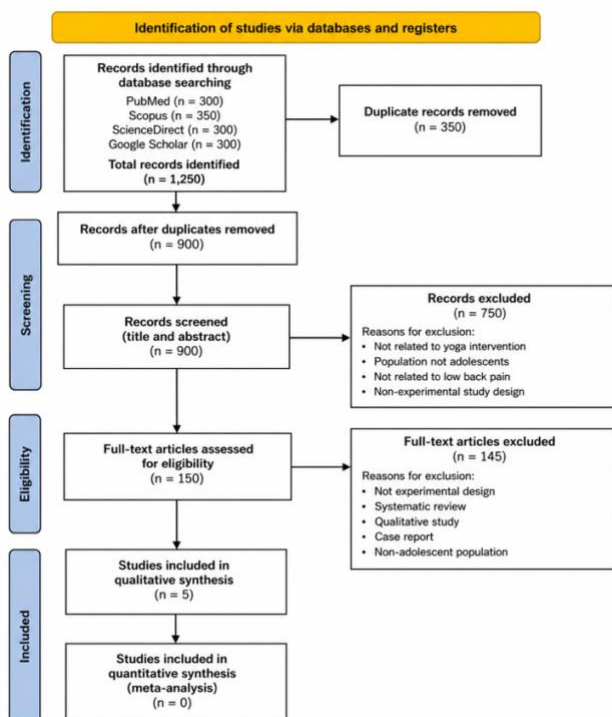 Identification of studies via databases and registers
Identification
Records identified through
database searching
PubMed (n = 300)
Scopus (n = 350)
ScienceDirect (n = 300)
Google Scholar (n = 300)
Total records identified
(n = 1,250)
Duplicate records removed
(n = 350)
Screening
Records after duplicates removed
(n = 900)
Records screened
(title and abstract)
(n = 900)
Records excluded
(n = 750)
Reasons for exclusion:
• Not related to yoga intervention
• Population not adolescents
• Not related to low back pain
• Non-experimental study design
Eligibility
Full-text articles assessed
for eligibility
(n = 150)
Full-text articles excluded
(n = 145)
Reasons for exclusion:
• Not experimental design
• Systematic review
• Qualitative study
• Case report
• Non-adolescent population
Included
Studies included in
qualitative synthesis
(n = 5)
Studies included in
quantitative synthesis
(meta-analysis)
(n = 0)